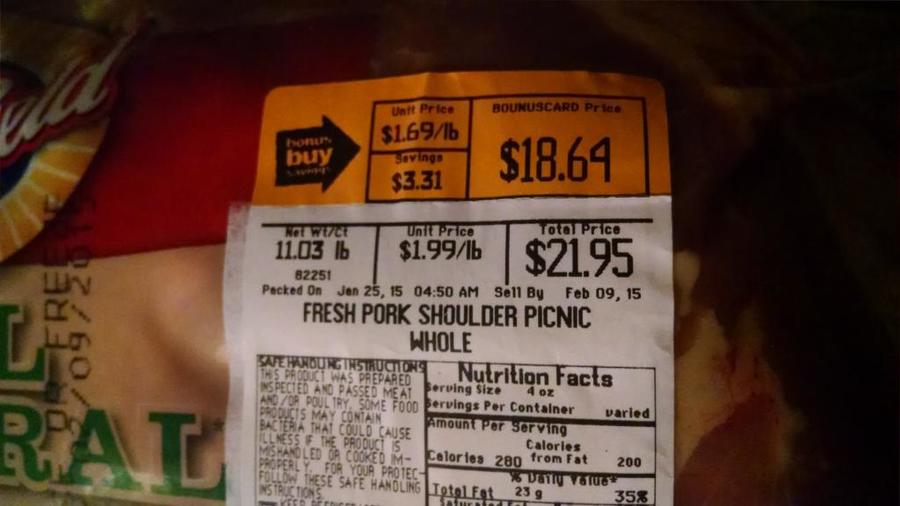 eld
bonus
buy
savings
Unit Price
$1.69/lb
Savings
$3.31
BOUNUSCARD Price
$18.64
Net Wt/Ct
11.03 lb
Unit Price
$1.99/lb
Total Price
$21.95
82251
Packed On Jan 25, 15 04:50 AM Sell By Feb 09, 15
FRESH PORK SHOULDER PICNIC
WHOLE
SAFE HANDLING INSTRUCTIONS
THIS PRODUCT WAS PREPARED
INSPECTED AND PASSED MEAT
AND/OR POULTRY. SOME FOOD
PRODUCTS MAY CONTAIN
BACTERIA THAT COULD CAUSE
ILLNESS IF THE PRODUCT IS
MISHANDLED OR COOKED IM-
PROPERLY. FOR YOUR PROTEC-
FOLLOW THESE SAFE HANDLING
INSTRUCTIONS.
Nutrition Facts
Serving Size 4 oz
Servings Per Container varied
Amount Per Serving
Calories
Calories 280 from Fat 200
% Daily Value*
Total Fat 23 g 35%
Saturated Fat
L
RAL